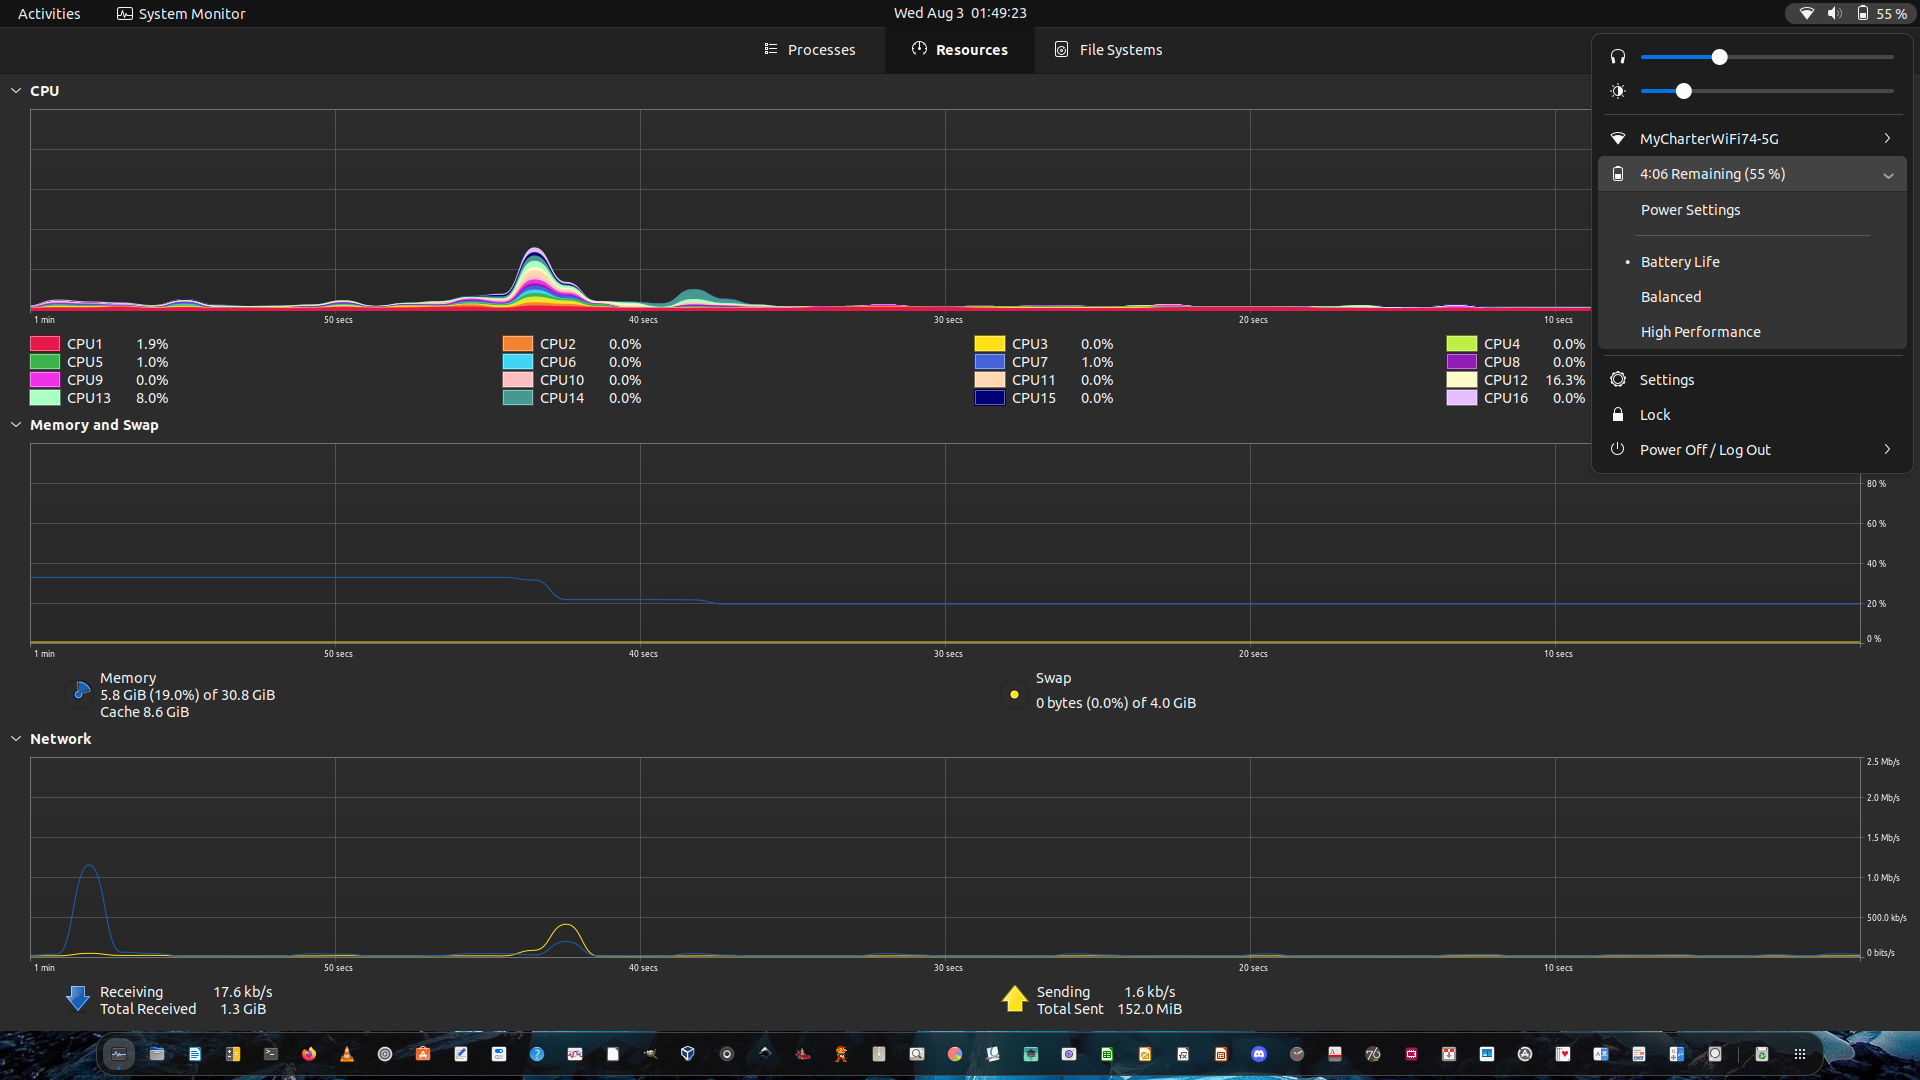 Activities
System Monitor
Wed Aug 3 01:49:23
55 %
Processes
Resources
File Systems
CPU
1 min
50 secs
40 secs
30 secs
20 secs
10 secs
CPU1 1.9%
CPU2 0.0%
CPU3 0.0%
CPU4 0.0%
CPU5 1.0%
CPU6 0.0%
CPU7 1.0%
CPU8 0.0%
CPU9 0.0%
CPU10 0.0%
CPU11 0.0%
CPU12 16.3%
CPU13 8.0%
CPU14 0.0%
CPU15 0.0%
CPU16 0.0%
MyCharterWiFi74-5G
4:06 Remaining (55 %)
Power Settings
Battery Life
Balanced
High Performance
Settings
Lock
Power Off / Log Out
Memory and Swap
80 %
60 %
40 %
20 %
0 %
1 min
50 secs
40 secs
30 secs
20 secs
10 secs
Memory
5.8 GiB (19.0%) of 30.8 GiB
Cache 8.6 GiB
Swap
0 bytes (0.0%) of 4.0 GiB
Network
2.5 Mb/s
2.0 Mb/s
1.5 Mb/s
1.0 Mb/s
500.0 kb/s
0 bits/s
1 min
50 secs
40 secs
30 secs
20 secs
10 secs
Receiving 17.6 kb/s
Total Received 1.3 GiB
Sending 1.6 kb/s
Total Sent 152.0 MiB